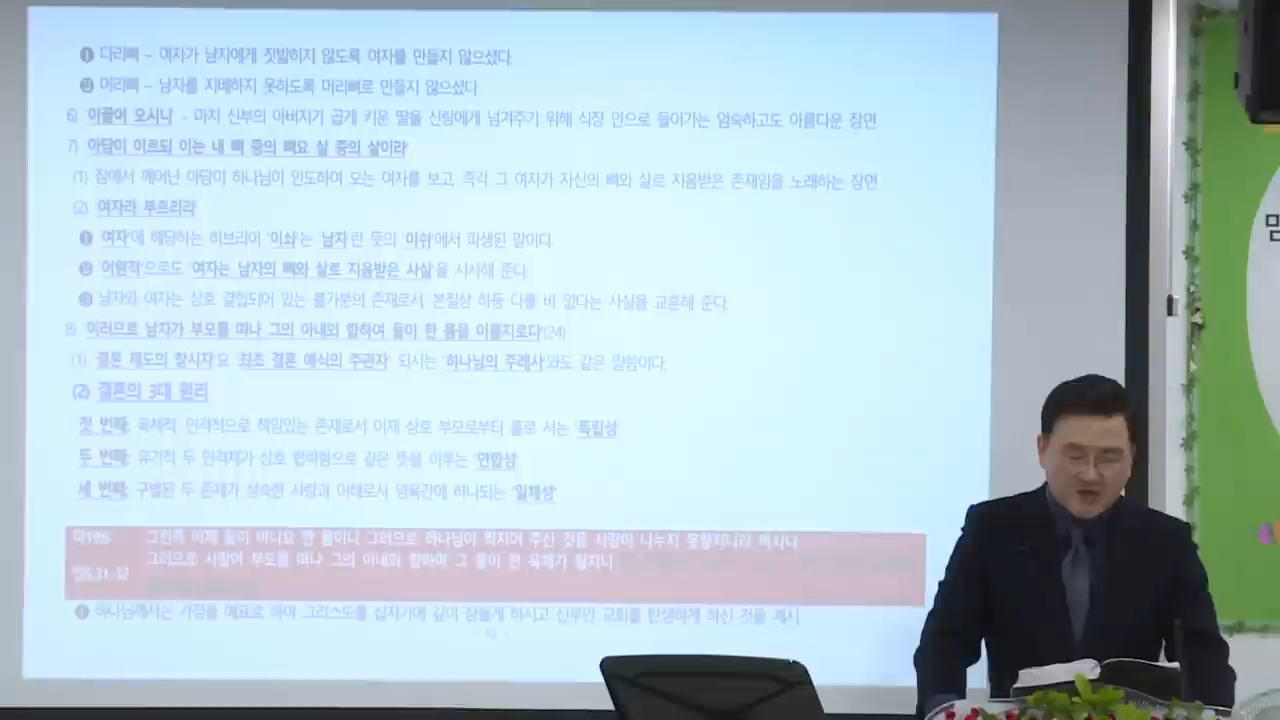 ❶ 다리뼈 – 여자가 남자에게 짓밟히지 않도록 여자를 만들지 않으셨다.
❷ 머리뼈 – 남자를 지배하지 못하도록 머리뼈로 만들지 않으셨다.
6) 이끌어 오시니 - 마치 신부의 아버지가 곱게 키운 딸을 신랑에게 넘겨주기 위해 식장 안으로 들어가는 엄숙하고도 아름다운 장면
7) 아담이 이르되 이는 내 뼈 중의 뼈요 살 중의 살이라'
(1) 잠에서 깨어난 아담이 하나님이 인도하여 오는 여자를 보고, 즉각 그 여자가 자신의 뼈와 살로 지음받은 존재임을 노래하는 장면
(2) 여자라 부르리라
❶ '여자'에 해당하는 히브리어 '이솨'는 '남자'란 뜻의 '이쉬'에서 파생된 말이다.
❷ 어원적'으로도 '여자는 남자의 뼈와 살로 지음받은 사실'을 시사해 준다.
❸ 남자와 여자는 상호 결합되어 있는 불가분의 존재로서, 본질상 하등 다를 바 없다는 사실을 교훈해 준다.
8) 이러므로 남자가 부모를 떠나 그의 아내와 합하여 둘이 한 몸을 이룰지로다(24)
(1) '결혼 제도의 창시자'요 '최초 결혼 예식의 주관자' 되시는 '하나님의 주례사'와도 같은 말씀이다.
(2) 결혼의 3대 원리
첫 번째, 육체적, 인격적으로 책임있는 존재로서 이제 상호 부모로부터 홀로 서는 '독립성'
두 번째, 유기적 두 인격체가 상호 협력함으로 같은 뜻을 이루는 '연합성'
세 번째, 구별된 두 존재가 성숙한 사랑과 이해로서 영육간에 하나되는 '일체성'
마19:6 그런즉 이제 둘이 아니요 한 몸이니 그러므로 하나님이 짝지어 주신 것을 사람이 나누지 못할지니라 하시니
엡5:31-32 그러므로 사람이 부모를 떠나 그의 아내와 합하여 그 둘이 한 육체가 될지니
❶ 하나님께서는 가정을 예표로 하여 그리스도를 십자가에 깊이 잠들게 하시고, 신부인 교회를 탄생하게 하신 것을 계시